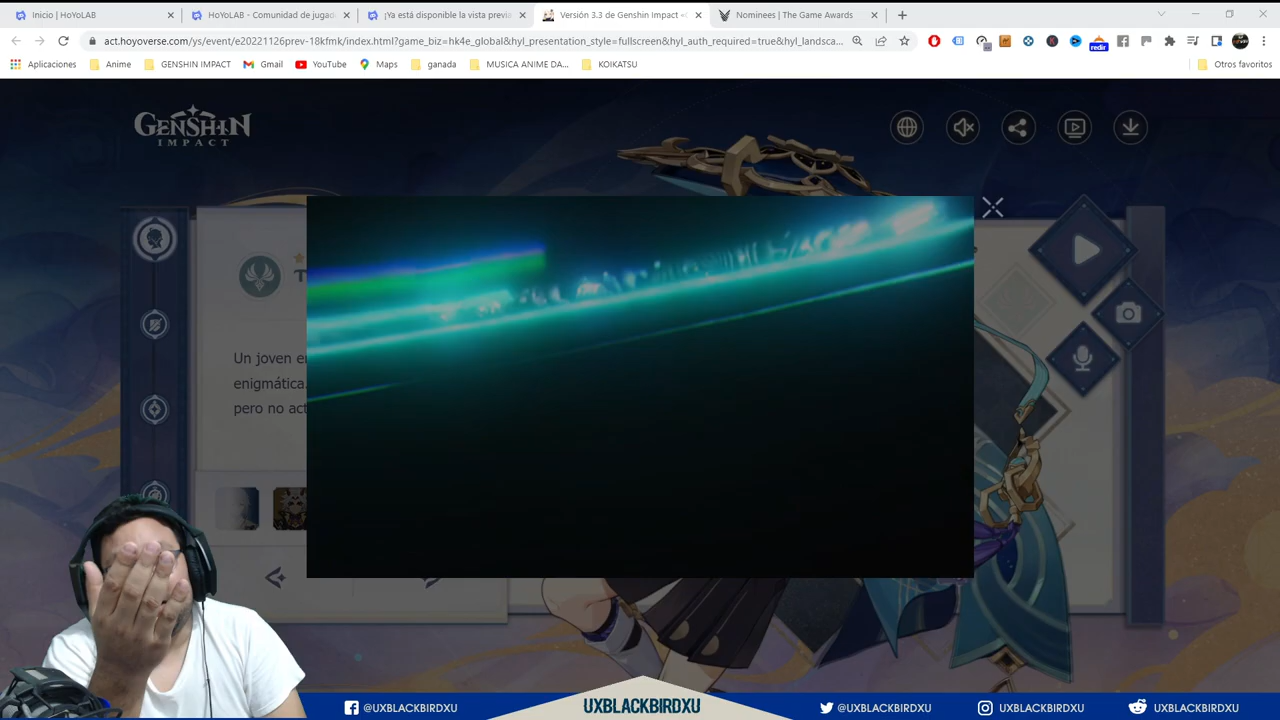 Inicio | HoYoLAB
HoYoLAB - Comunidad de jugad
¡Ya está disponible la vista previa
Versión 3.3 de Genshin Impact «
Nominees | The Game Awards
act.hoyoverse.com/ys/event/e20221126prev-18kfmk/index.html?game_biz=hk4e_global&hyl_presentation_style=fullscreen&hyl_auth_required=true&hyl_landsca...
redir
Aplicaciones
Anime
GENSHIN IMPACT
Gmail
YouTube
Maps
ganada
MUSICA ANIME DA...
KOIKATSU
Otros favoritos
GENSHIN
IMPACT
Un joven
enigmática.
pero no act
@UXBLACKBIRDXU
UXBLACKBIRDXU
@UXBLACKBIRDXU
UXBLACKBIRDXU
UXBLACKBIRDXU